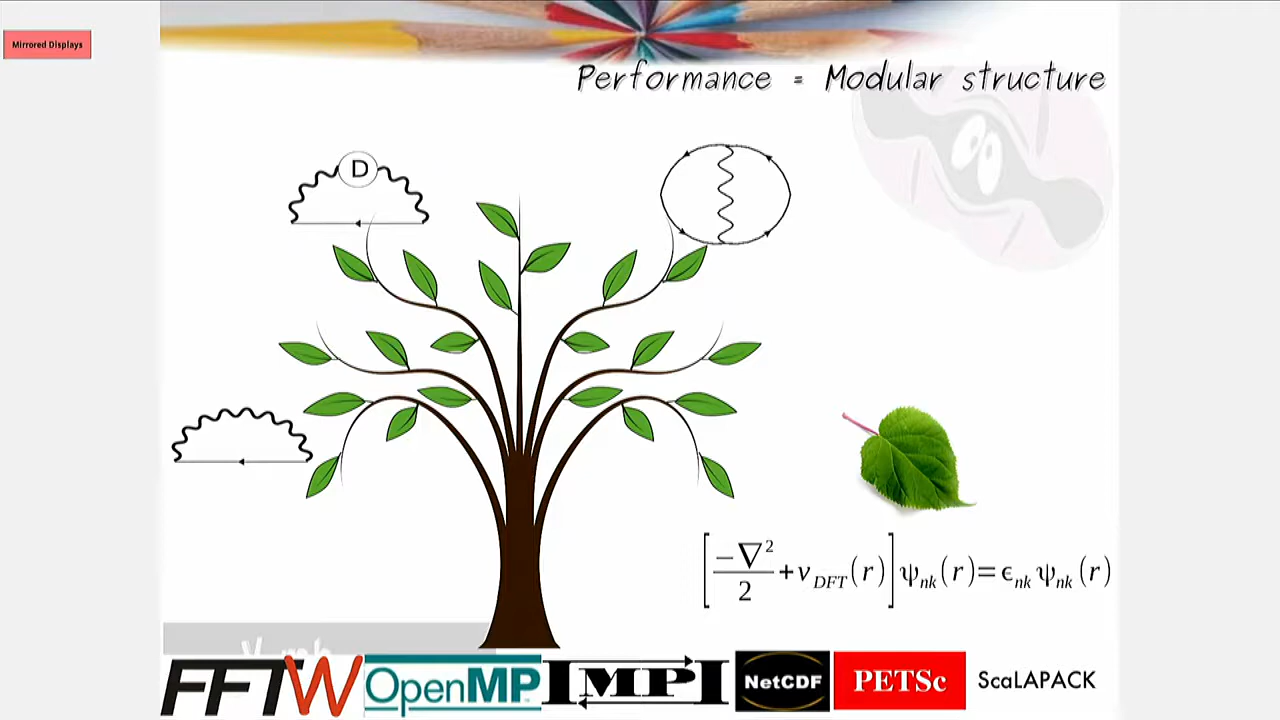 Mirrored Displays
Performance = Modular structure
D
[ -∇²/2 + v_DFT(r) ] ψ_nk(r) = ϵ_nk ψ_nk(r)
FFTW OpenMP MPI NetCDF PETSc ScaLAPACK